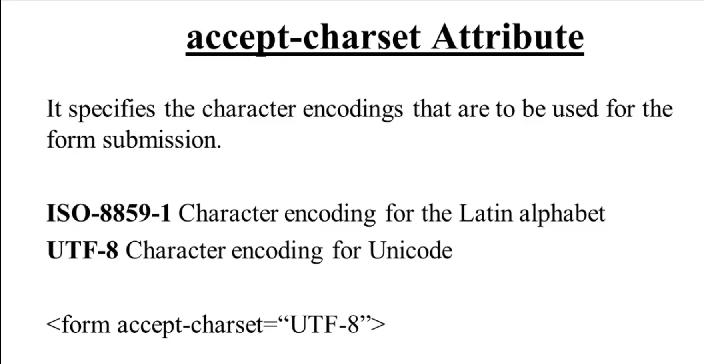 accept-charset Attribute
It specifies the character encodings that are to be used for the
form submission.
ISO-8859-1 Character encoding for the Latin alphabet
UTF-8 Character encoding for Unicode
<form accept-charset=“UTF-8”>